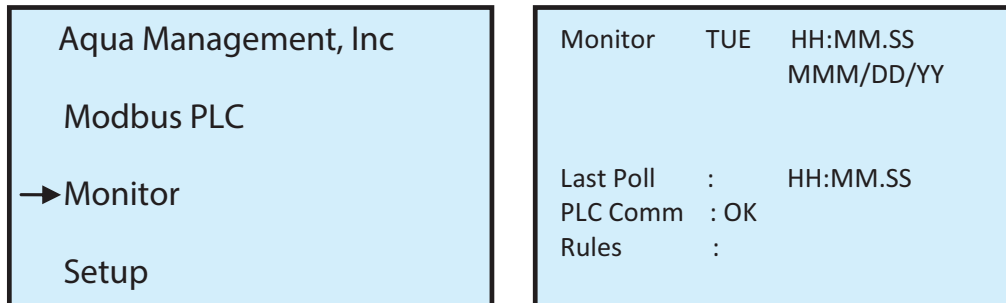 Aqua Management, Inc
Modbus PLC
Monitor
Setup
Monitor TUE HH:MM.SS
MMM/DD/YY
Last Poll : HH:MM.SS
PLC Comm : OK
Rules :